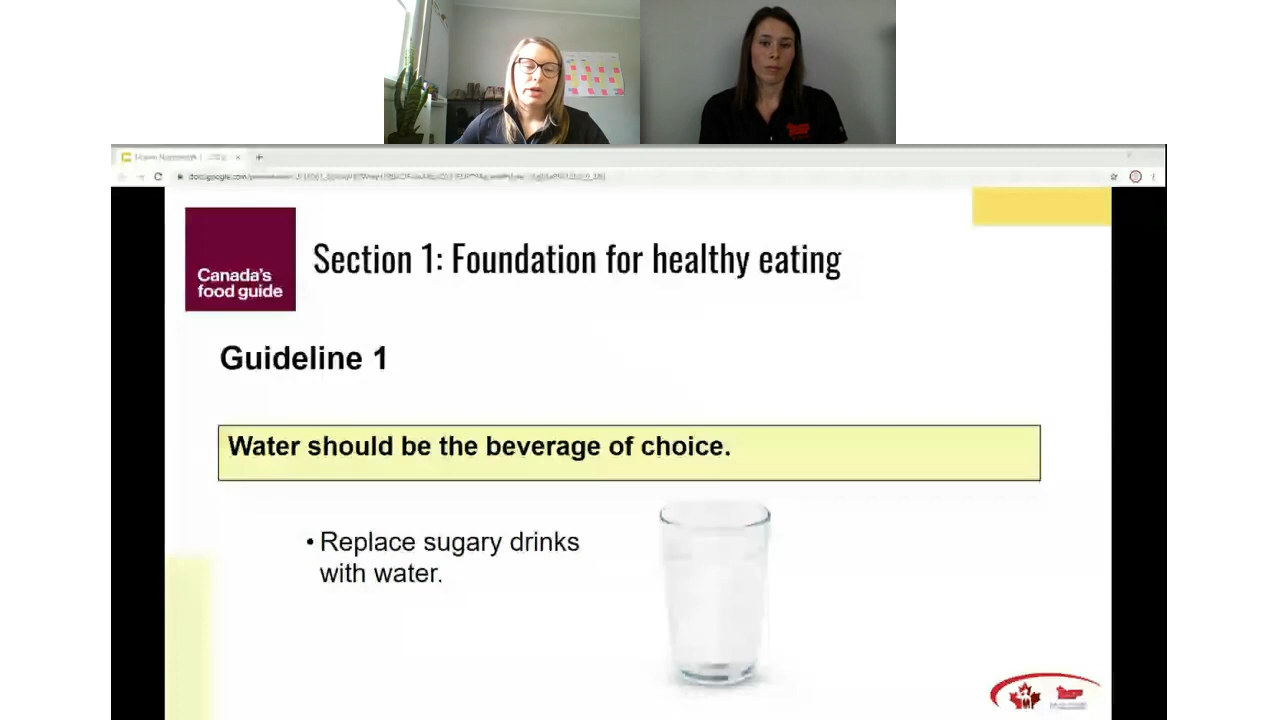 Canada's
food guide
Section 1: Foundation for healthy eating
Guideline 1
Water should be the beverage of choice.
• Replace sugary drinks
with water.